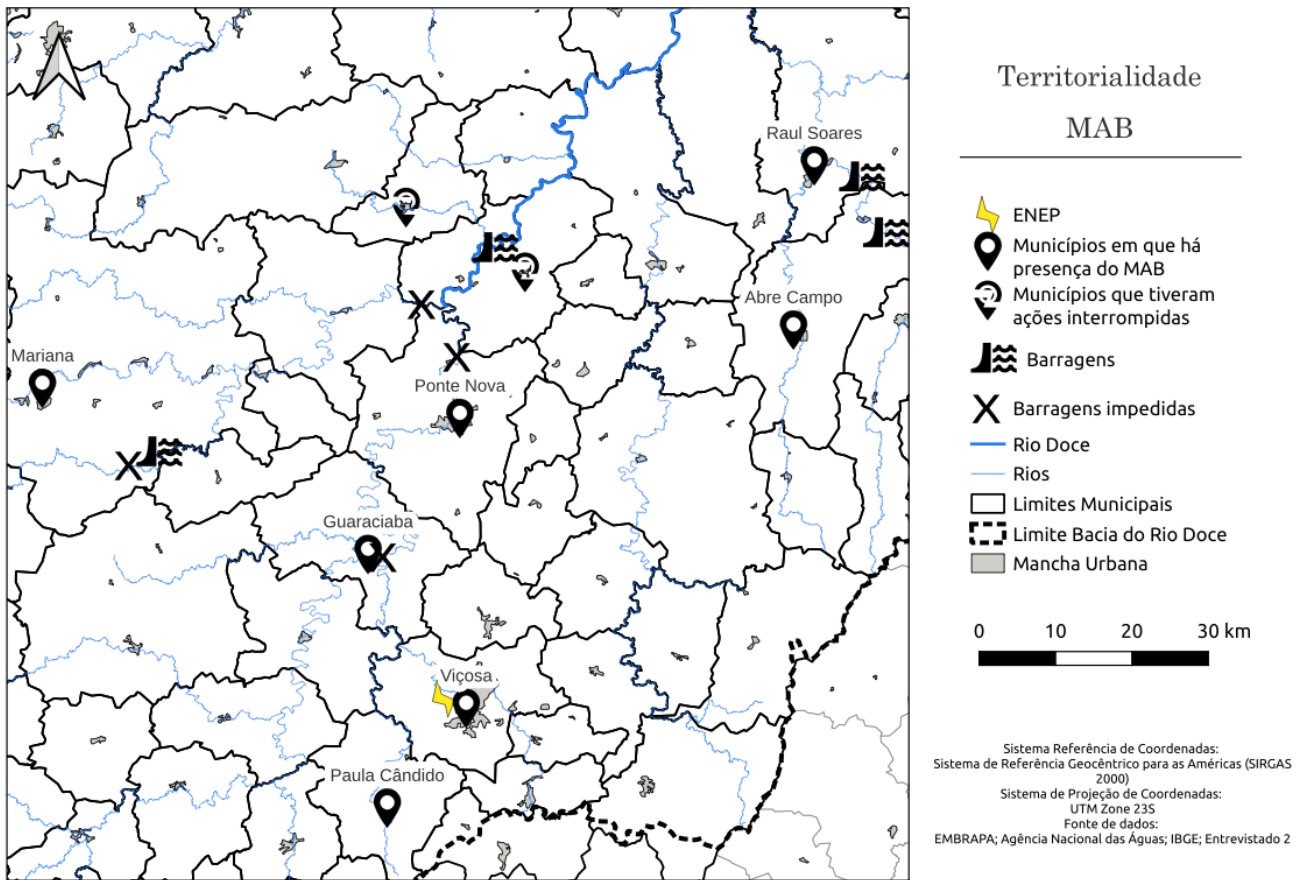 Raul Soares
Abre Campo
Mariana
Ponte Nova
Guaraciaba
Viçosa
Paula Cândido
Territorialidade
MAB
ENEP
Municípios em que há
presença do MAB
Municípios que tiveram
ações interrompidas
Barragens
Barragens impedidas
Rio Doce
Rios
Limites Municipais
Limite Bacia do Rio Doce
Mancha Urbana
0 10 20 30 km
Sistema Referência de Coordenadas:
Sistema de Referência Geocêntrico para as Américas (SIRGAS
2000)
Sistema de Projeção de Coordenadas:
UTM Zone 23S
Fonte de dados:
EMBRAPA; Agência Nacional das Águas; IBGE; Entrevistado 2